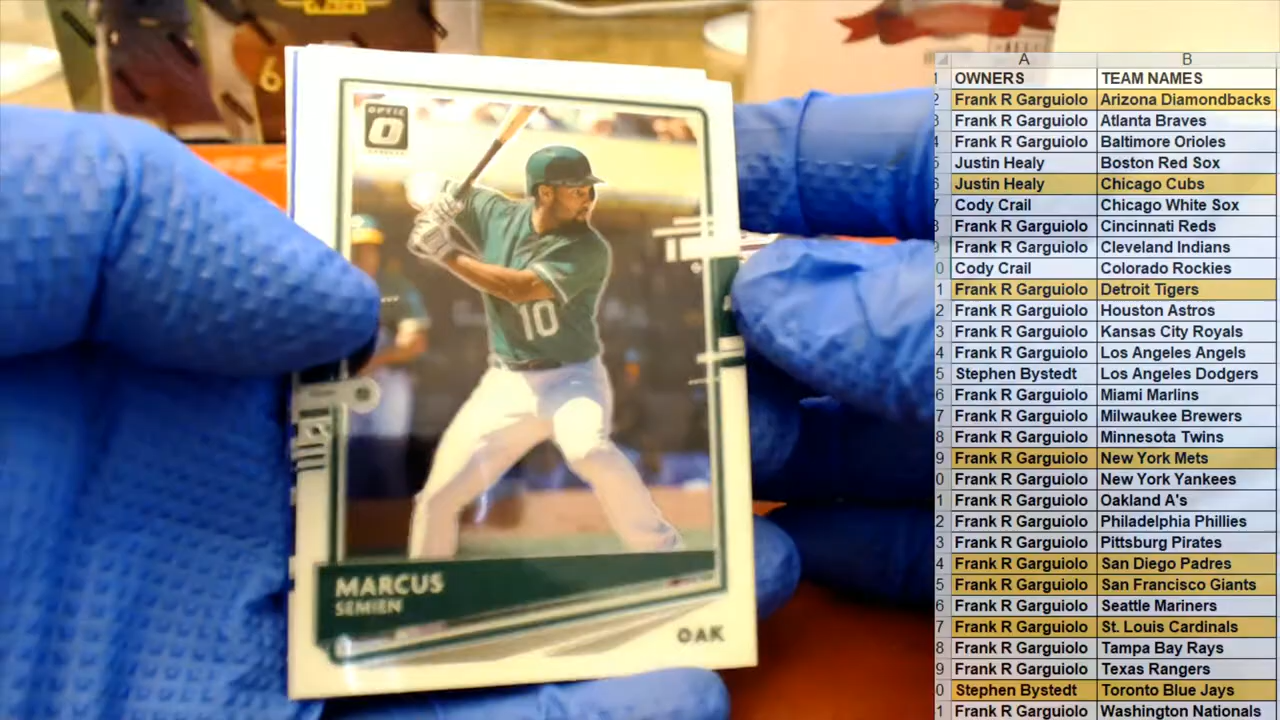 OPTIC
O
10
MARCUS
SEMIEN
OAK
6
A B
1 OWNERS TEAM NAMES
2 Frank R Garguiolo Arizona Diamondbacks
3 Frank R Garguiolo Atlanta Braves
4 Frank R Garguiolo Baltimore Orioles
5 Justin Healy Boston Red Sox
6 Justin Healy Chicago Cubs
7 Cody Crail Chicago White Sox
8 Frank R Garguiolo Cincinnati Reds
9 Frank R Garguiolo Cleveland Indians
0 Cody Crail Colorado Rockies
1 Frank R Garguiolo Detroit Tigers
2 Frank R Garguiolo Houston Astros
3 Frank R Garguiolo Kansas City Royals
4 Frank R Garguiolo Los Angeles Angels
5 Stephen Bystedt Los Angeles Dodgers
6 Frank R Garguiolo Miami Marlins
7 Frank R Garguiolo Milwaukee Brewers
8 Frank R Garguiolo Minnesota Twins
9 Frank R Garguiolo New York Mets
0 Frank R Garguiolo New York Yankees
1 Frank R Garguiolo Oakland A's
2 Frank R Garguiolo Philadelphia Phillies
3 Frank R Garguiolo Pittsburg Pirates
4 Frank R Garguiolo San Diego Padres
5 Frank R Garguiolo San Francisco Giants
6 Frank R Garguiolo Seattle Mariners
7 Frank R Garguiolo St. Louis Cardinals
8 Frank R Garguiolo Tampa Bay Rays
9 Frank R Garguiolo Texas Rangers
0 Stephen Bystedt Toronto Blue Jays
1 Frank R Garguiolo Washington Nationals